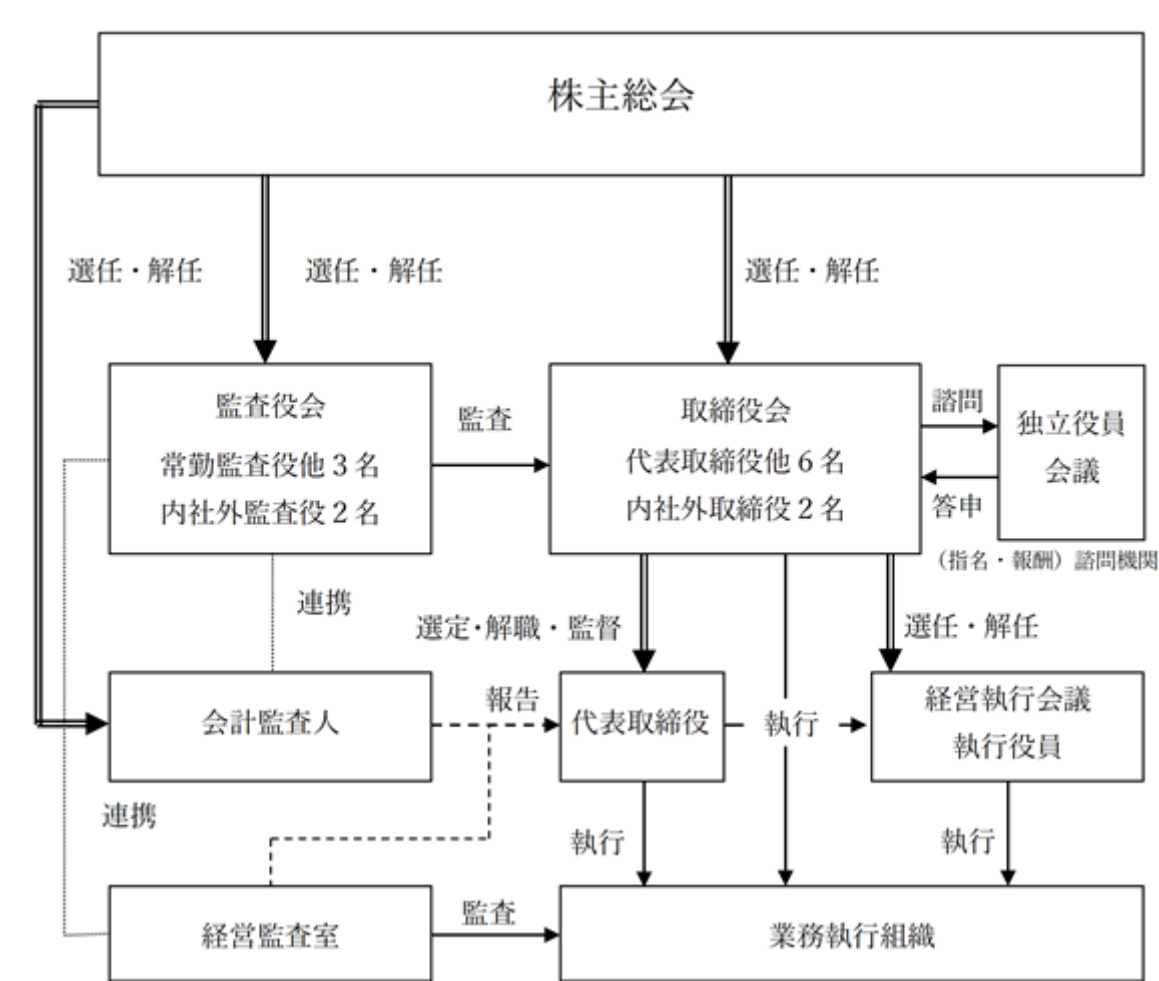 株主総会
選任・解任
選任・解任
選任・解任
監査役会
常勤監査役他3名
内社外監査役2名
監査
取締役会
代表取締役他6名
内社外取締役2名
諮問
答申
独立役員
会議
（指名・報酬）諮問機関
連携
選定・解職・監督
選任・解任
会計監査人
報告
代表取締役
執行
経営執行会議
執行役員
連携
執行
執行
経営監査室
監査
業務執行組織